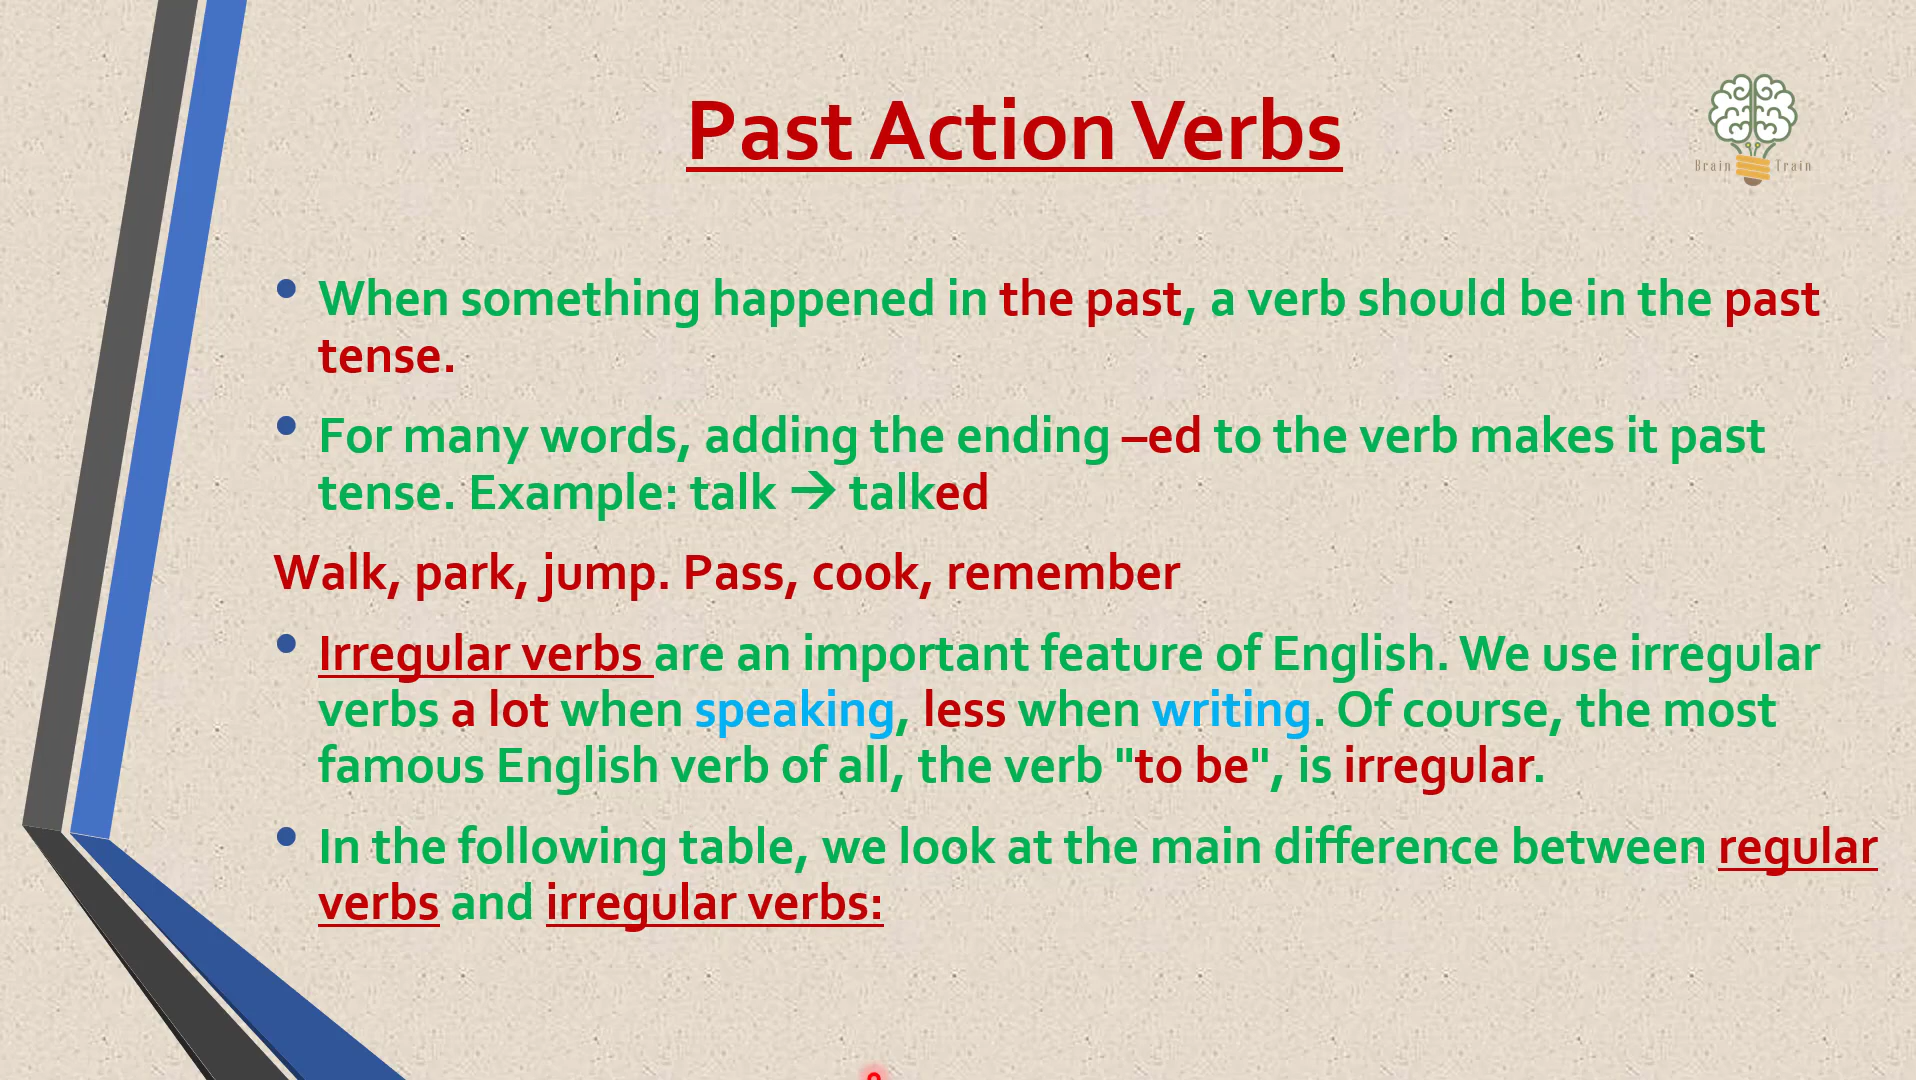 Past Action Verbs
Brain Train
When something happened in the past, a verb should be in the past
tense.
For many words, adding the ending –ed to the verb makes it past
tense. Example: talk → talked
Walk, park, jump. Pass, cook, remember
Irregular verbs are an important feature of English. We use irregular
verbs a lot when speaking, less when writing. Of course, the most
famous English verb of all, the verb "to be", is irregular.
In the following table, we look at the main difference between regular
verbs and irregular verbs: